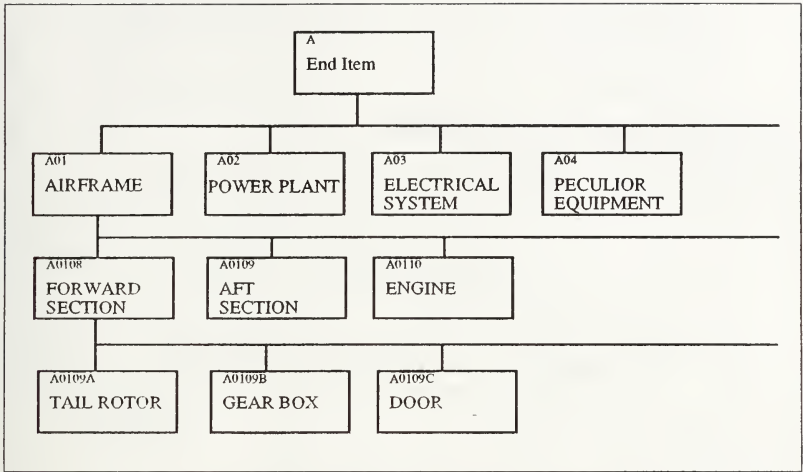 A
End Item
A01
AIRFRAME
A02
POWER PLANT
A03
ELECTRICAL
SYSTEM
A04
PECULIOR
EQUIPMENT
A0108
FORWARD
SECTION
A0109
AFT
SECTION
A0110
ENGINE
A0109A
TAIL ROTOR
A0109B
GEAR BOX
A0109C
DOOR